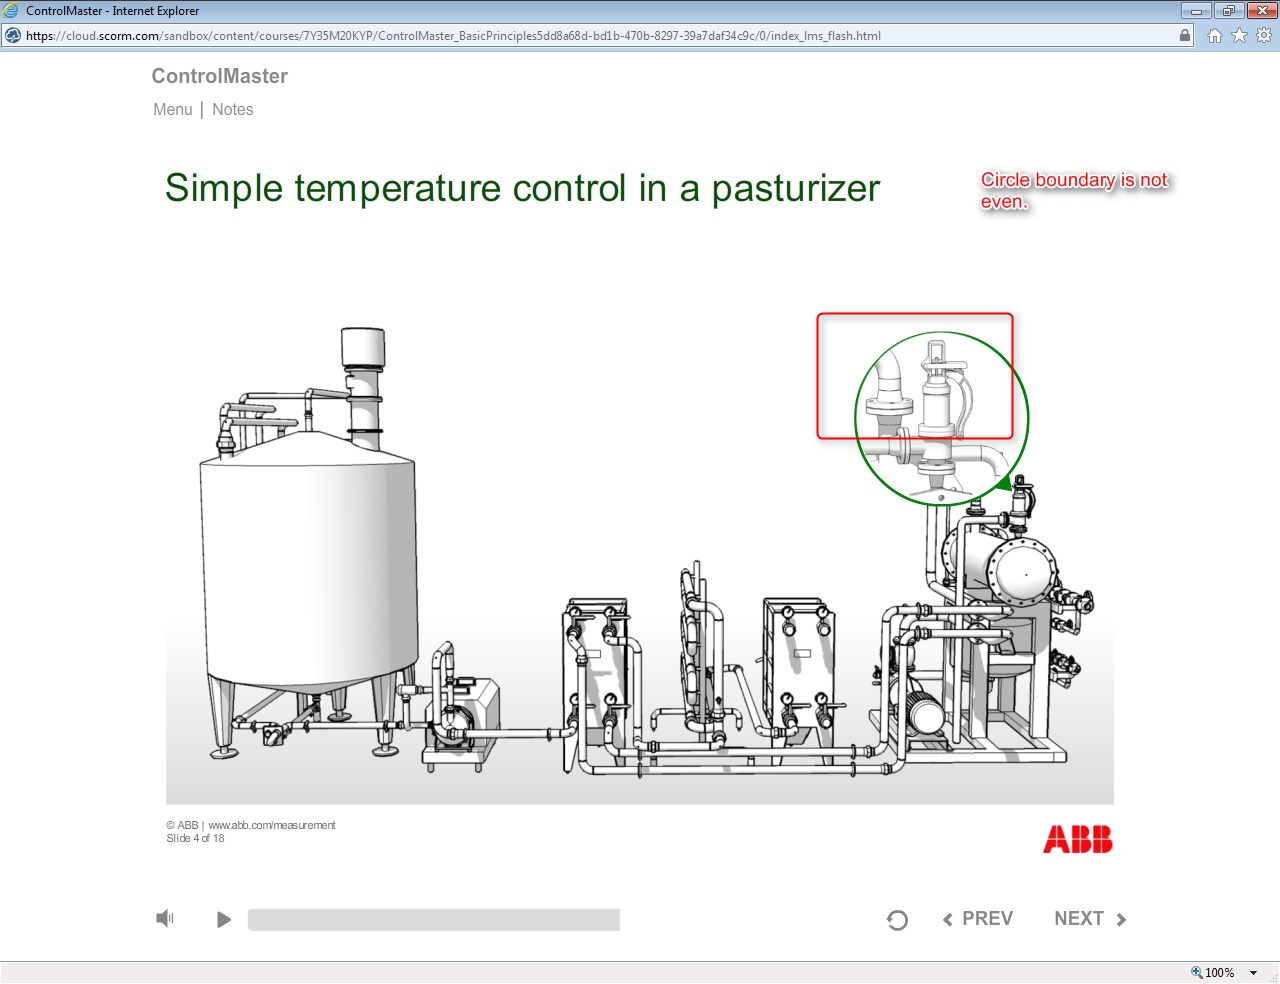 ControlMaster - Internet Explorer
https://cloud.scorm.com/sandbox/content/courses/7Y35M20KYP/ControlMaster_BasicPrinciples5dd8a68d-bd1b-470b-8297-39a7daf34c9c/0/index_lms_flash.html
ControlMaster
Menu | Notes
Simple temperature control in a pasturizer
Circle boundary is not
even.
© ABB | www.abb.com/measurement
Slide 4 of 18
ABB
PREV NEXT
100%